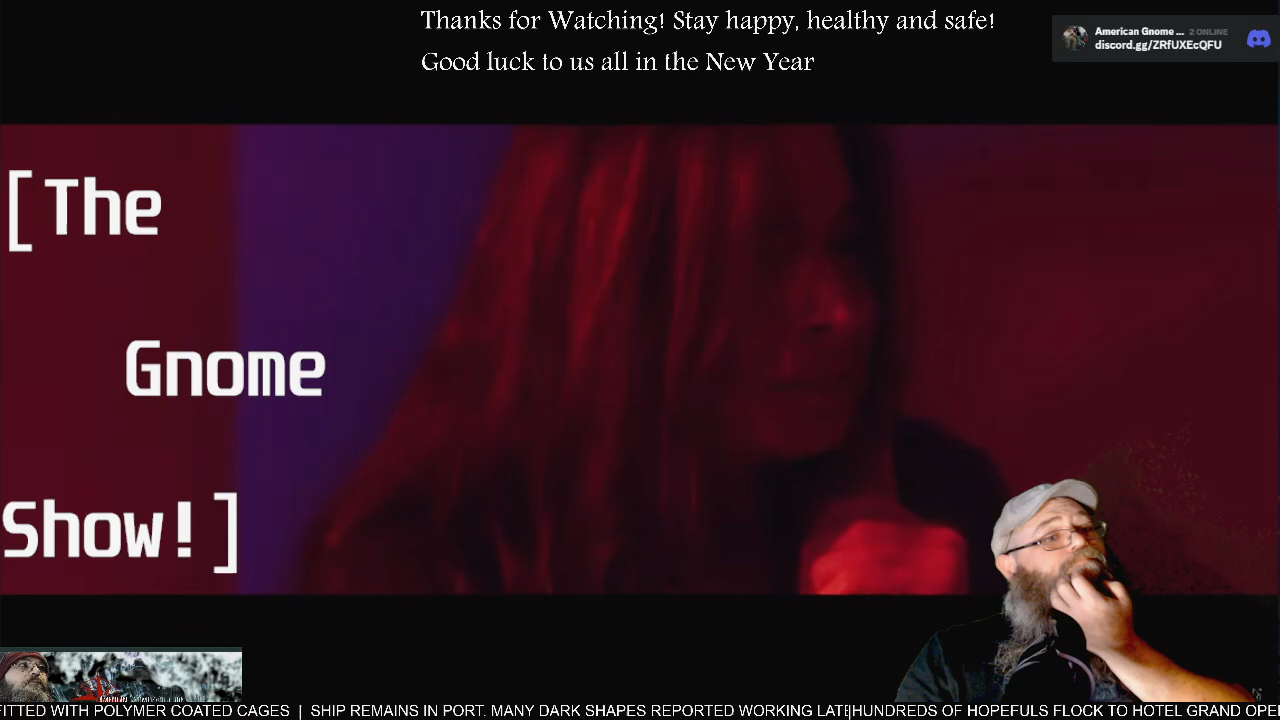 Thanks for Watching! Stay happy, healthy and safe!
Good luck to us all in the New Year
American Gnome ... 2 ONLINE
discord.gg/ZRfUXEcQFU
[The
Gnome
Show!]
FITTED WITH POLYMER COATED CAGES | SHIP REMAINS IN PORT. MANY DARK SHAPES REPORTED WORKING LATE|HUNDREDS OF HOPEFULS FLOCK TO HOTEL GRAND OPE